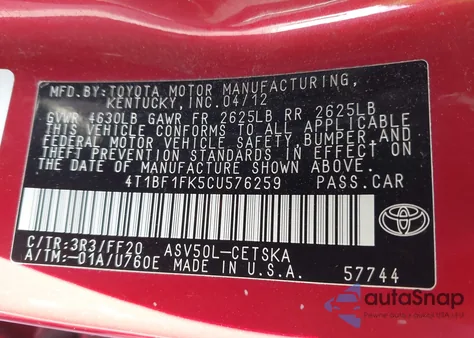 MFD.BY:TOYOTA MOTOR MANUFACTURING,
KENTUCKY,INC.04/12
GVWR 4630LB GAWR FR 2625LB RR 2625LB
THIS VEHICLE CONFORMS TO ALL APPLICABLE
FEDERAL MOTOR VEHICLE SAFETY,BUMPER,AND
THEFT PREVENTION STANDARDS IN EFFECT ON
THE DATE OF MANUFACTURE SHOWN ABOVE.
4T1BF1FK5CU576259 PASS.CAR
C/TR:3R3/FF20 ASV50L-CETSKA
A/TM:-01A/U760E MADE IN U.S.A.
57744
autoSnap